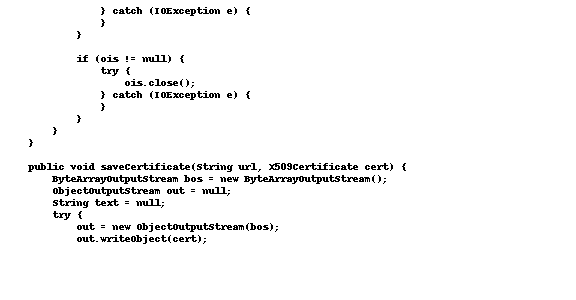 } catch (IOException e) {
}
}
if (ois != null) {
try {
ois.close();
} catch (IOException e) {
}
}
}
}
public void saveCertificate(String url, X509Certificate cert) {
ByteArrayOutputStream bos = new ByteArrayOutputStream();
ObjectOutputStream out = null;
String text = null;
try {
out = new ObjectOutputStream(bos);
out.writeObject(cert);